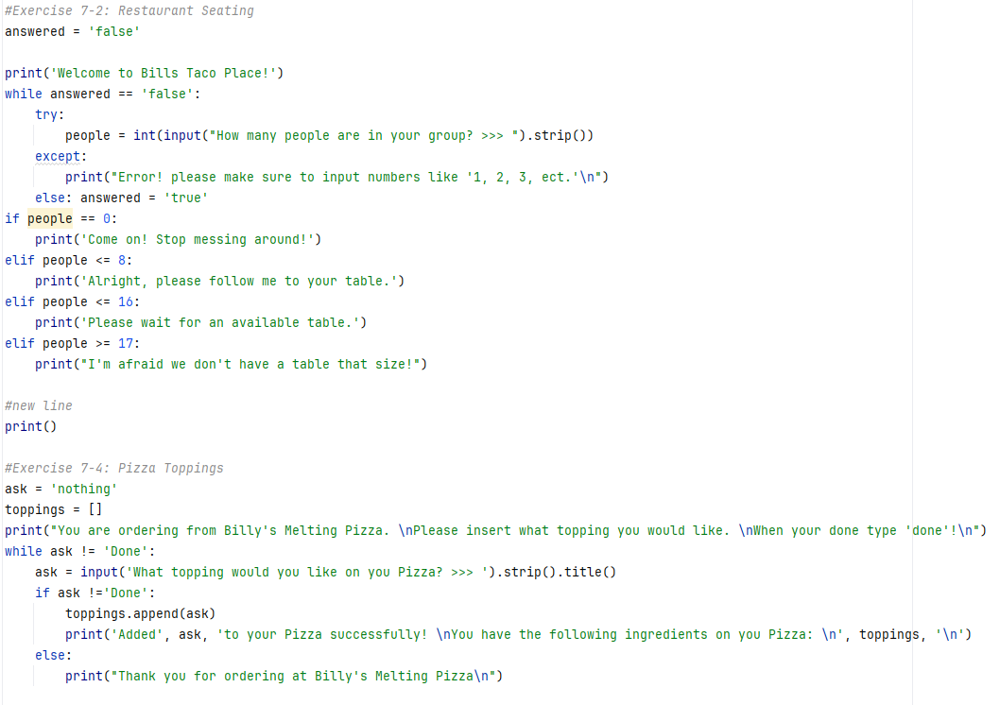 #Exercise 7-2: Restaurant Seating
answered = 'false'
print('Welcome to Bills Taco Place!')
while answered == 'false':
    try:
        people = int(input("How many people are in your group? >>> ").strip())
    except:
        print("Error! please make sure to input numbers like '1, 2, 3, ect.'\n")
    else: answered = 'true'
if people == 0:
    print('Come on! Stop messing around!')
elif people <= 8:
    print('Alright, please follow me to your table.')
elif people <= 16:
    print('Please wait for an available table.')
elif people >= 17:
    print("I'm afraid we don't have a table that size!")
#new line
print()
#Exercise 7-4: Pizza Toppings
ask = 'nothing'
toppings = []
print("You are ordering from Billy's Melting Pizza. \nPlease insert what topping you would like. \nWhen your done type 'done'!\n")
while ask != 'Done':
    ask = input('What topping would you like on you Pizza? >>> ').strip().title()
    if ask !='Done':
        toppings.append(ask)
        print('Added', ask, 'to your Pizza successfully! \nYou have the following ingredients on you Pizza: \n', toppings, '\n')
    else:
        print("Thank you for ordering at Billy's Melting Pizza\n")